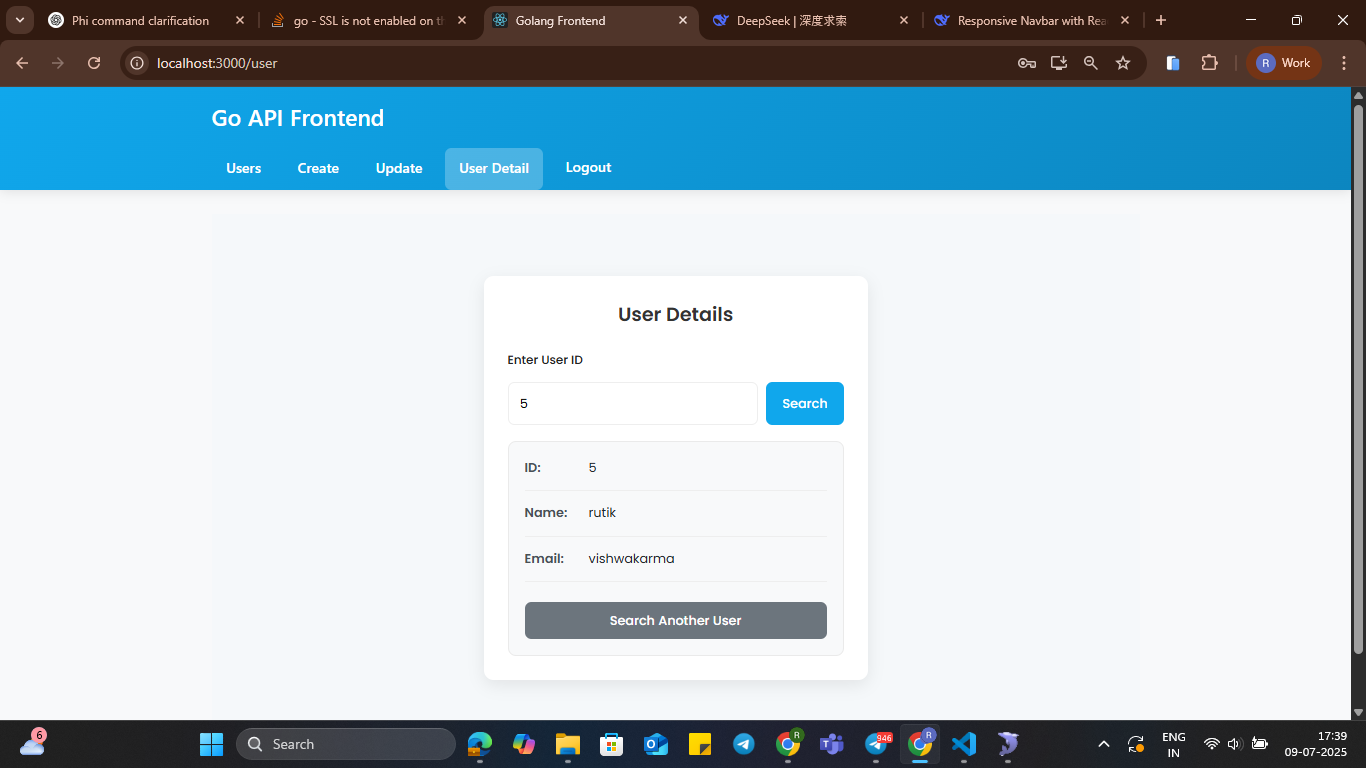 Phi command clarification
go - SSL is not enabled on th
Golang Frontend
DeepSeek | 深度求索
Responsive Navbar with Rea
localhost:3000/user
R Work
Go API Frontend
Users Create Update User Detail Logout
User Details
Enter User ID
5 Search
ID: 5
Name: rutik
Email: vishwakarma
Search Another User
6
Search
R
946
R
ENG
IN
17:39
09-07-2025